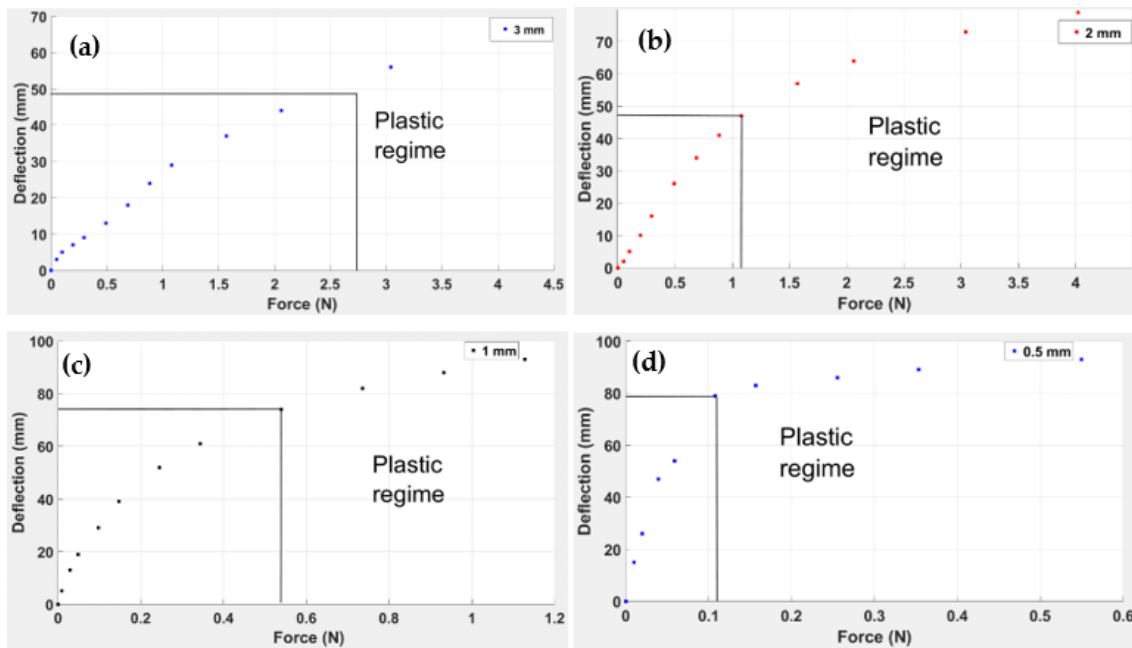 (a)
3 mm
70
60
50
40
30
20
10
0
Deflection (mm)
Plastic
regime
0 0.5 1 1.5 2 2.5 3 3.5 4 4.5
Force (N)
(b)
2 mm
70
60
50
40
30
20
10
0
Deflection (mm)
Plastic
regime
0 0.5 1 1.5 2 2.5 3 3.5 4
Force (N)
(c)
1 mm
100
80
60
40
20
0
Deflection (mm)
Plastic
regime
0 0.2 0.4 0.6 0.8 1 1.2
Force (N)
(d)
0.5 mm
100
80
60
40
20
0
Deflection (mm)
Plastic
regime
0 0.1 0.2 0.3 0.4 0.5 0.6
Force (N)